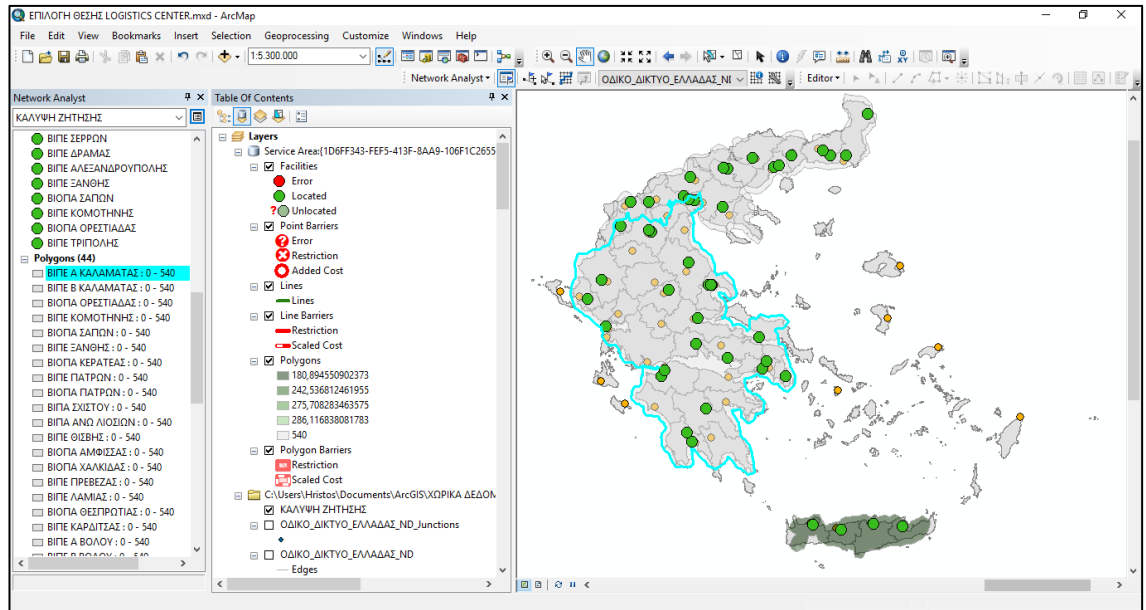 ΕΠΙΛΟΓΗ ΘΕΣΗΣ LOGISTICS CENTER.mxd - ArcMap
File Edit View Bookmarks Insert Selection Geoprocessing Customize Windows Help
1:5.300.000
Network Analyst ΟΔΙΚΟ_ΔΙΚΤΥΟ_ΕΛΛΑΔΑΣ_ΝΙ Editor
Network Analyst
ΚΑΛΥΨΗ ΖΗΤΗΣΗΣ
ΒΙΠΕ ΣΕΡΡΩΝ
ΒΙΠΕ ΔΡΑΜΑΣ
ΒΙΠΕ ΑΛΕΞΑΝΔΡΟΥΠΟΛΗΣ
ΒΙΠΕ ΞΑΝΘΗΣ
ΒΙΠΕ ΚΟΜΟΤΗΝΗΣ
ΒΙΟΠΑ ΣΑΠΩΝ
ΒΙΟΠΑ ΟΡΕΣΤΙΑΔΑΣ
ΒΙΠΕ ΤΡΙΠΟΛΗΣ
Polygons (44)
ΒΙΠΕ Α ΚΑΛΑΜΑΤΑΣ : 0 - 540
ΒΙΠΕ Β ΚΑΛΑΜΑΤΑΣ : 0 - 540
ΒΙΟΠΑ ΟΡΕΣΤΙΑΔΑΣ : 0 - 540
ΒΙΠΕ ΚΟΜΟΤΗΝΗΣ : 0 - 540
ΒΙΟΠΑ ΣΑΠΩΝ : 0 - 540
ΒΙΠΕ ΞΑΝΘΗΣ : 0 - 540
ΒΙΟΠΑ ΚΕΡΑΤΕΑΣ : 0 - 540
ΒΙΠΕ ΠΑΤΡΩΝ : 0 - 540
ΒΙΟΠΑ ΠΑΤΡΩΝ : 0 - 540
ΒΙΠΑ ΣΧΙΣΤΟΥ : 0 - 540
ΒΙΠΑ ΑΝΩ ΛΙΟΣΙΩΝ : 0 - 540
ΒΙΠΕ ΘΙΣΒΗΣ : 0 - 540
ΒΙΟΠΑ ΑΜΦΙΣΣΑΣ : 0 - 540
ΒΙΟΠΑ ΧΑΛΚΙΔΑΣ : 0 - 540
ΒΙΠΕ ΠΡΕΒΕΖΑΣ : 0 - 540
ΒΙΠΕ ΛΑΜΙΑΣ : 0 - 540
ΒΙΟΠΑ ΘΕΣΠΡΩΤΙΑΣ : 0 - 540
ΒΙΠΕ ΚΑΡΔΙΤΣΑΣ : 0 - 540
ΒΙΠΕ Α ΒΟΛΟΥ : 0 - 540
Table Of Contents
Layers
Service Area:{1D6FF343-FEF5-413F-8AA9-106F1C2655
Facilities
Error
Located
Unlocated
Point Barriers
Error
Restriction
Added Cost
Lines
Lines
Line Barriers
Restriction
Scaled Cost
Polygons
180,894550902373
242,536812461955
275,708283463575
286,116838081783
540
Polygon Barriers
Restriction
Scaled Cost
C:\Users\Hristos\Documents\ArcGIS\ΧΩΡΙΚΑ ΔΕΔΟΜ
ΚΑΛΥΨΗ ΖΗΤΗΣΗΣ
ΟΔΙΚΟ_ΔΙΚΤΥΟ_ΕΛΛΑΔΑΣ_ND_Junctions
ΟΔΙΚΟ_ΔΙΚΤΥΟ_ΕΛΛΑΔΑΣ_ND
Edges